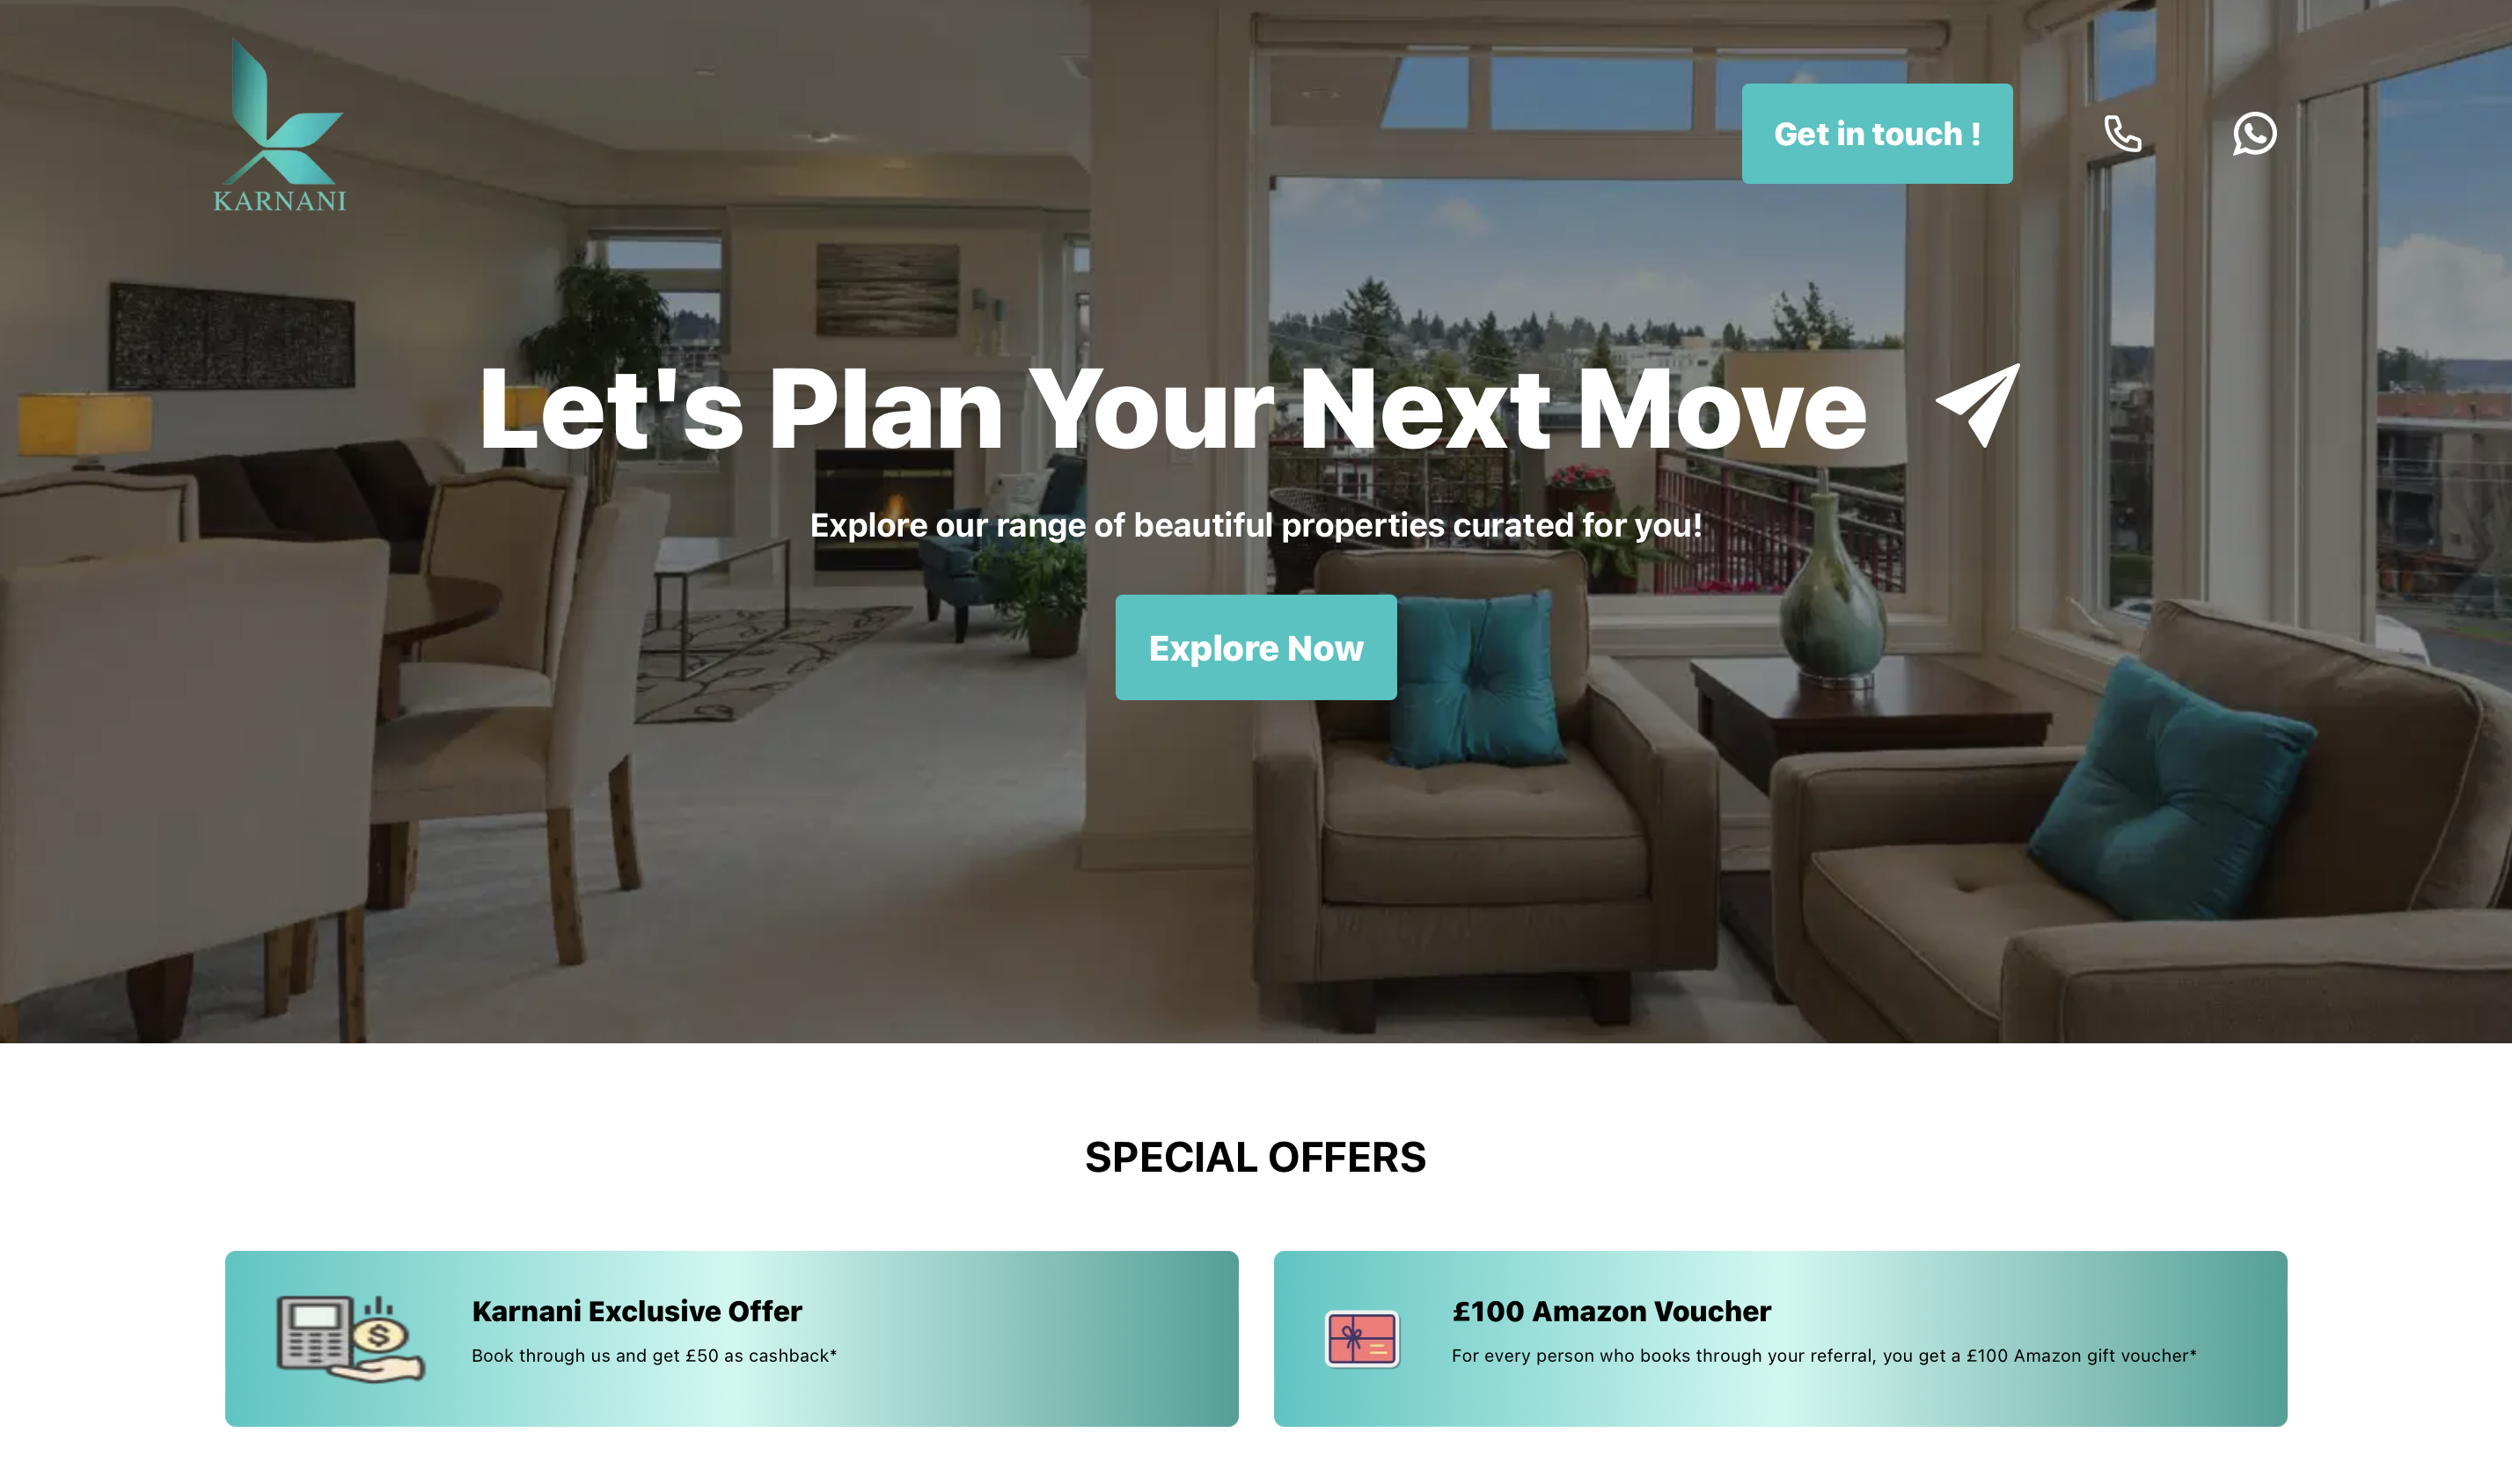 KARNANI
Get in touch !
Let's Plan Your Next Move
Explore our range of beautiful properties curated for you!
Explore Now
SPECIAL OFFERS
Karnani Exclusive Offer
Book through us and get £50 as cashback*
£100 Amazon Voucher
For every person who books through your referral, you get a £100 Amazon gift voucher*